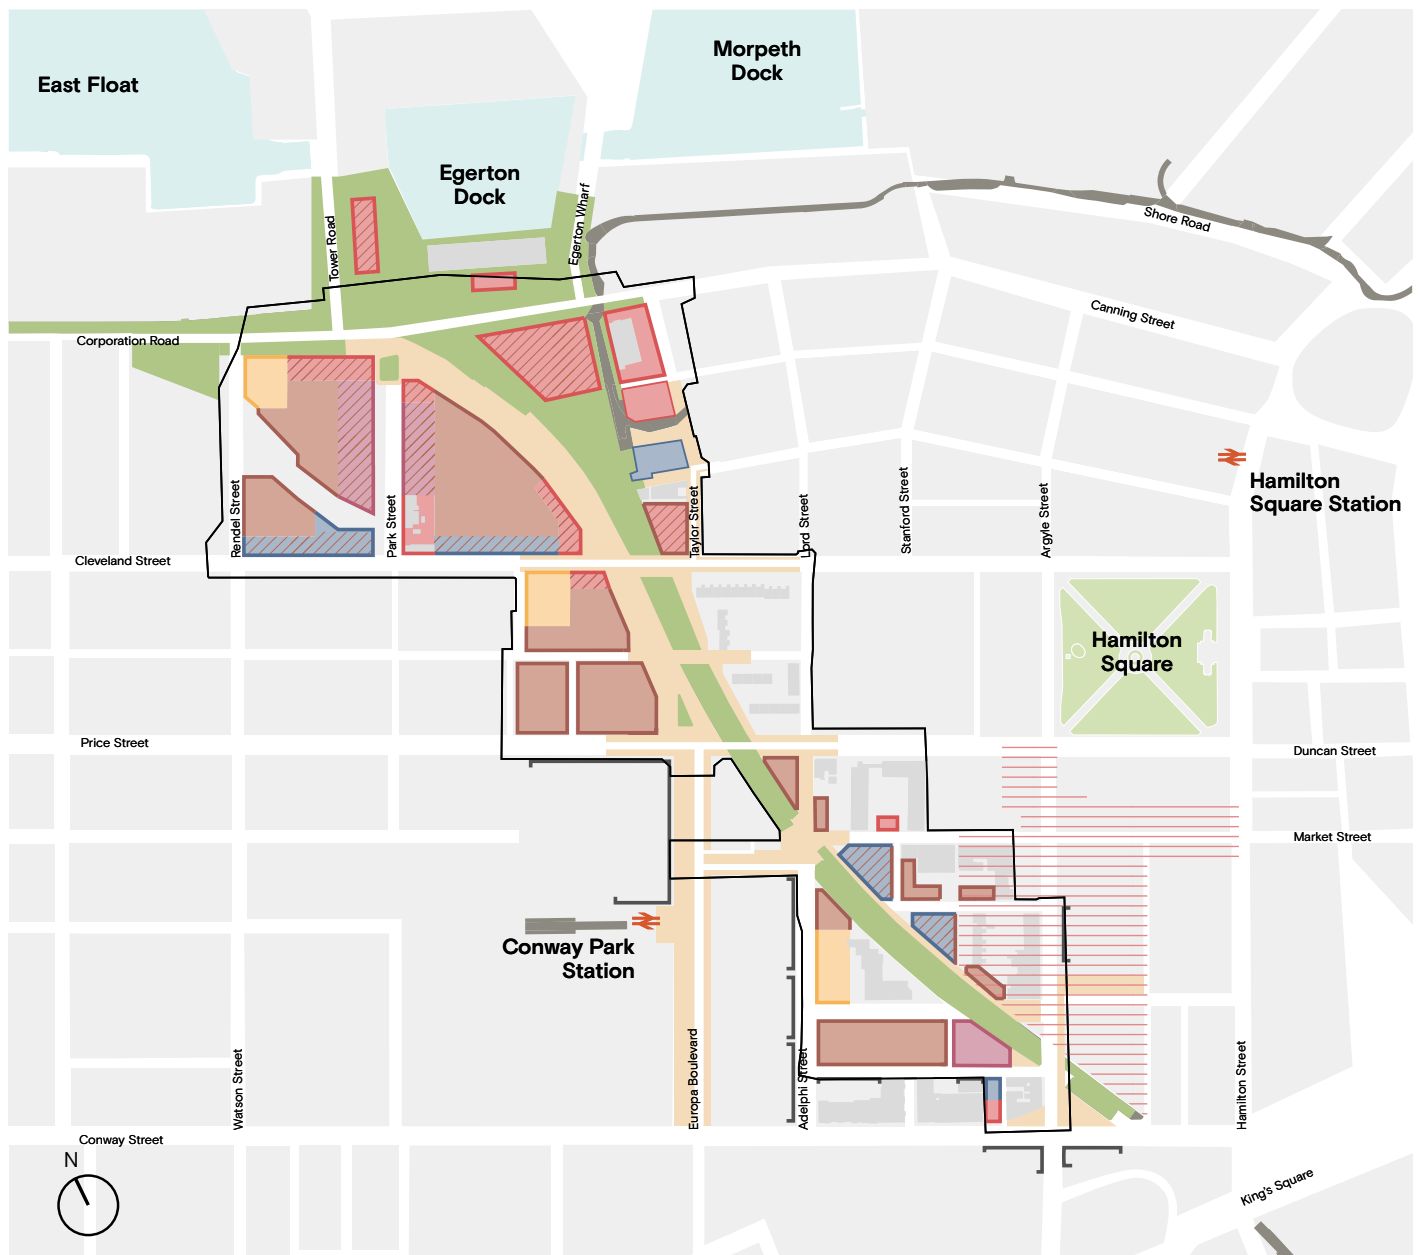 East Float
Morpeth
Dock
Egerton
Dock
Egerton Wharf
Tower Road
Shore Road
Canning Street
Corporation Road
Hamilton
Square Station
Rendel Street
Park Street
Taylor Street
Lord Street
Stanford Street
Argyle Street
Cleveland Street
Hamilton
Square
Price Street
Duncan Street
Market Street
Conway Park
Station
Watson Street
Europa Boulevard
Adelphi Street
Hamilton Street
Conway Street
N
King's Square